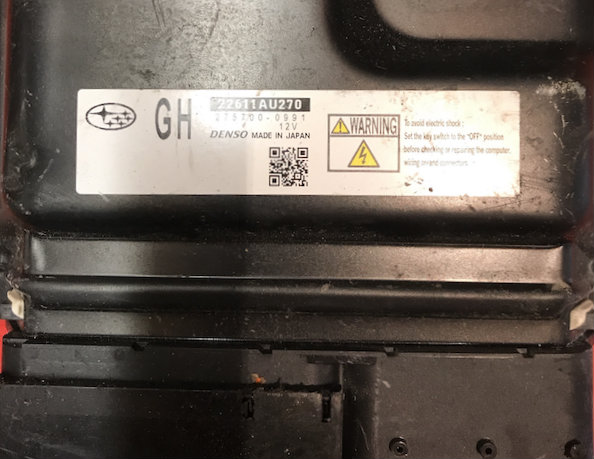 GH
22611AU270
275700-0991
12V
DENSO MADE IN JAPAN
WARNING
To avoid electric shock :
Set the key switch to the "OFF" position
before checking or repairing the computer,
wiring and connectors.